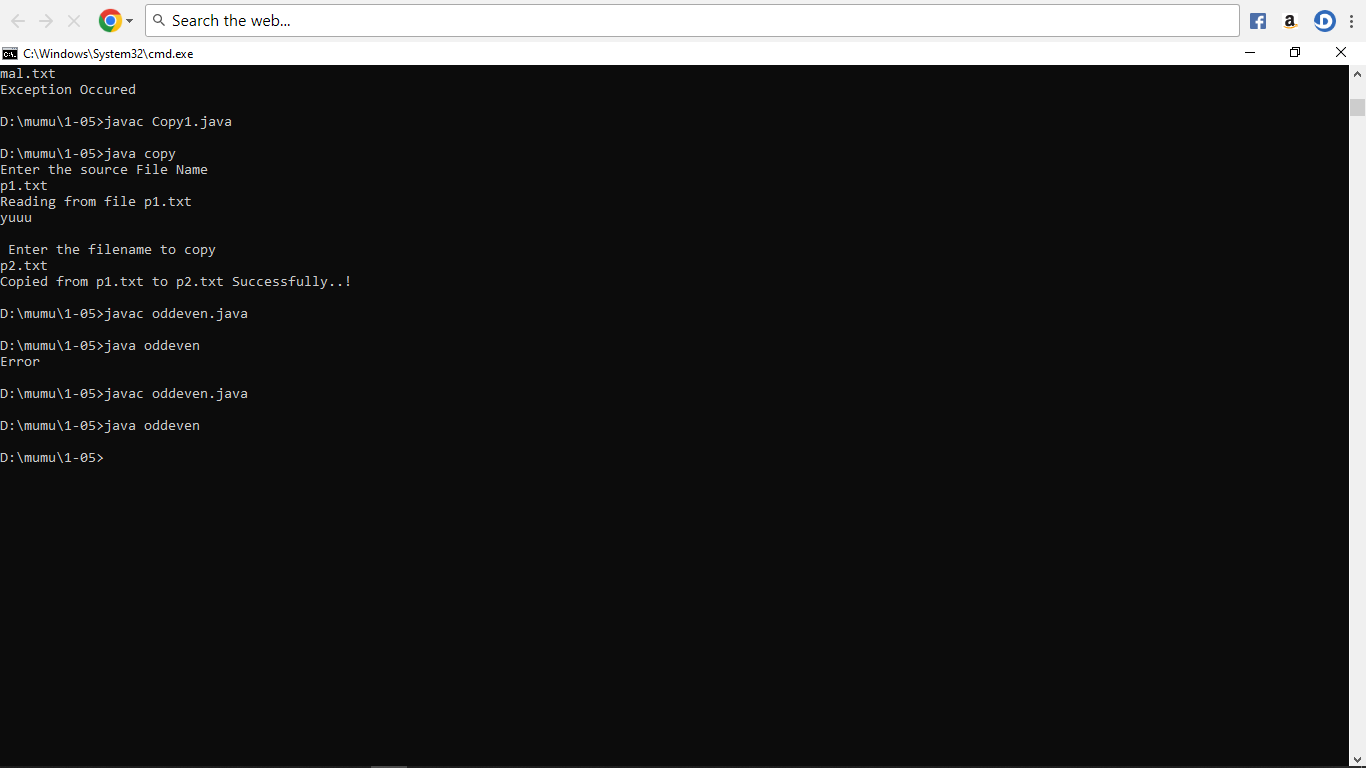 Search the web...
C:\Windows\System32\cmd.exe
mal.txt
Exception Occured
D:\mumu\1-05>javac Copy1.java
D:\mumu\1-05>java copy
Enter the source File Name
p1.txt
Reading from file p1.txt
yuuu
Enter the filename to copy
p2.txt
Copied from p1.txt to p2.txt Successfully..!
D:\mumu\1-05>javac oddeven.java
D:\mumu\1-05>java oddeven
Error
D:\mumu\1-05>javac oddeven.java
D:\mumu\1-05>java oddeven
D:\mumu\1-05>